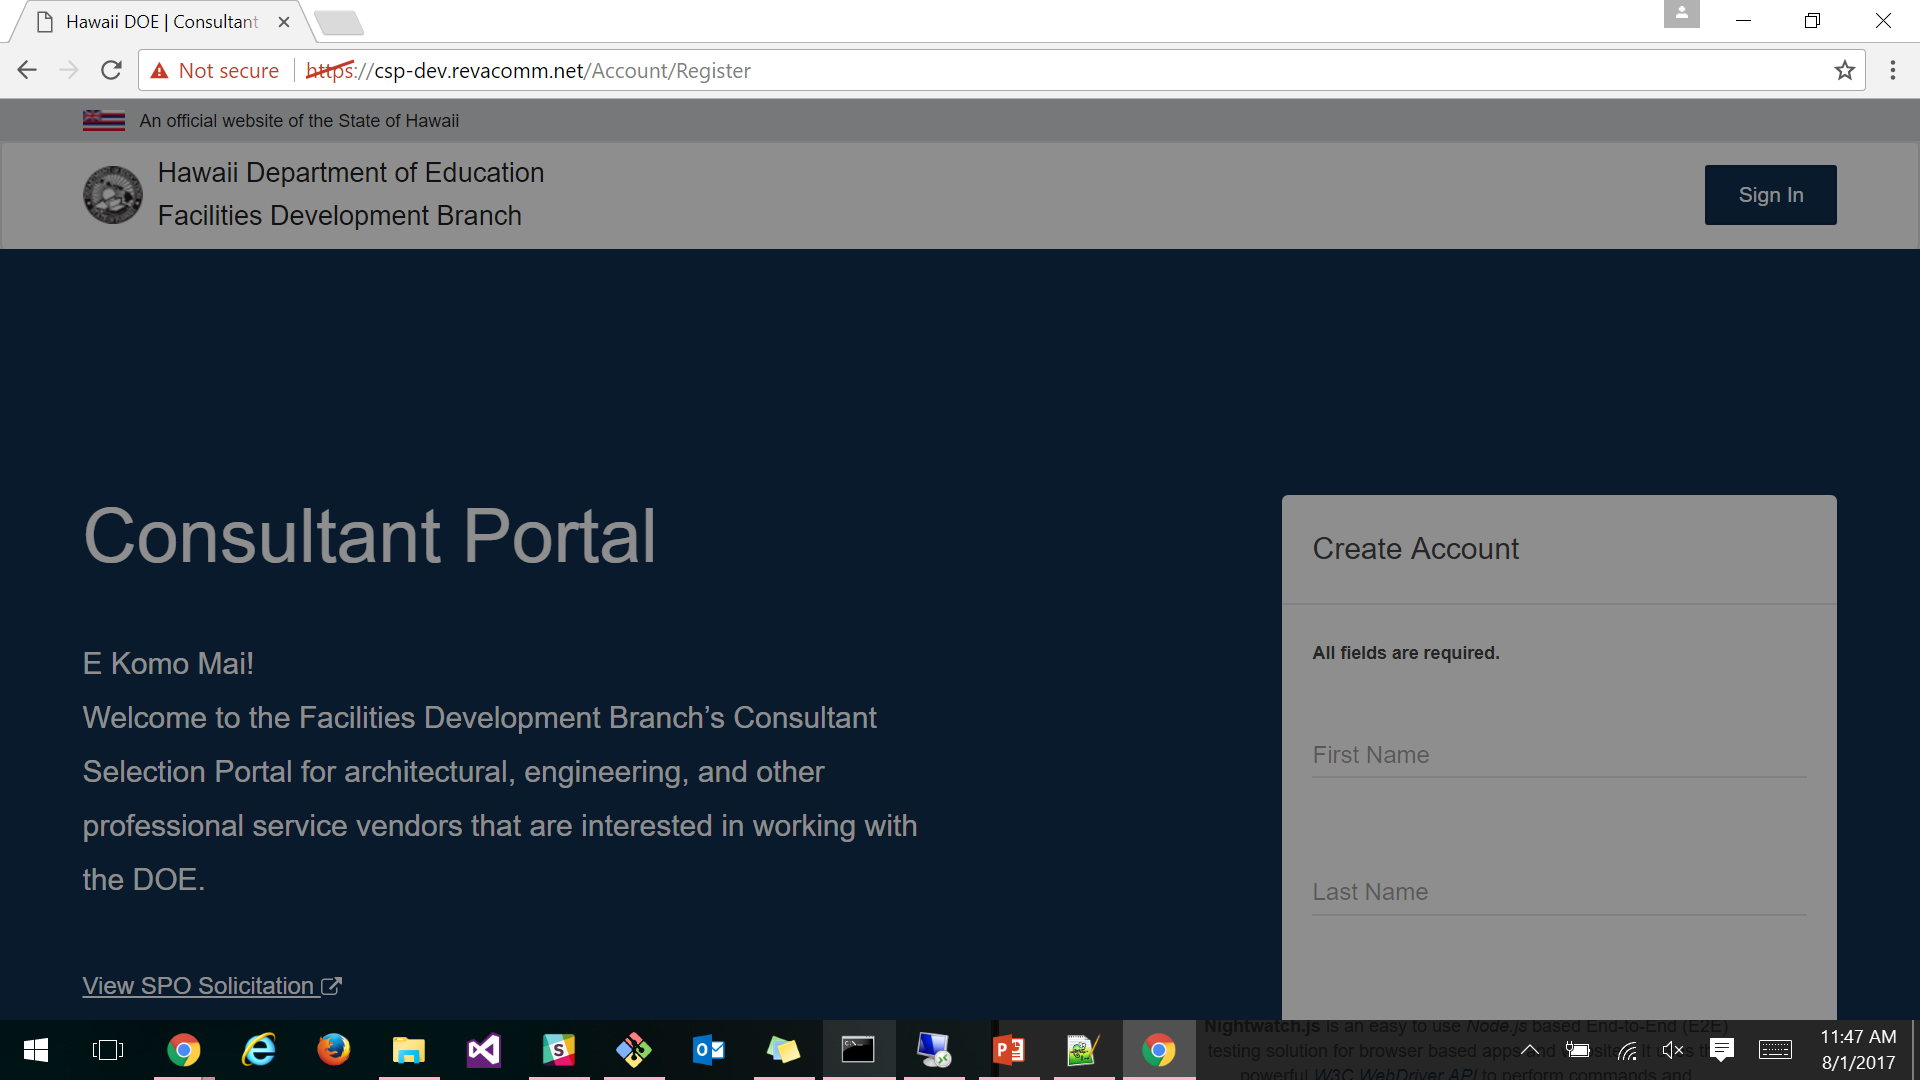 Hawaii DOE | Consultant
Not secure
https://csp-dev.revacomm.net/Account/Register
An official website of the State of Hawaii
Hawaii Department of Education
Facilities Development Branch
Sign In
Consultant Portal
E Komo Mai!
Welcome to the Facilities Development Branch’s Consultant
Selection Portal for architectural, engineering, and other
professional service vendors that are interested in working with
the DOE.
View SPO Solicitation
Create Account
All fields are required.
First Name
Last Name
Nightwatch.js is an easy to use Node.js based End-to-End (E2E)
testing solution for browser based apps and
powerful W3C WebDriver API to perform commands and
11:47 AM
8/1/2017